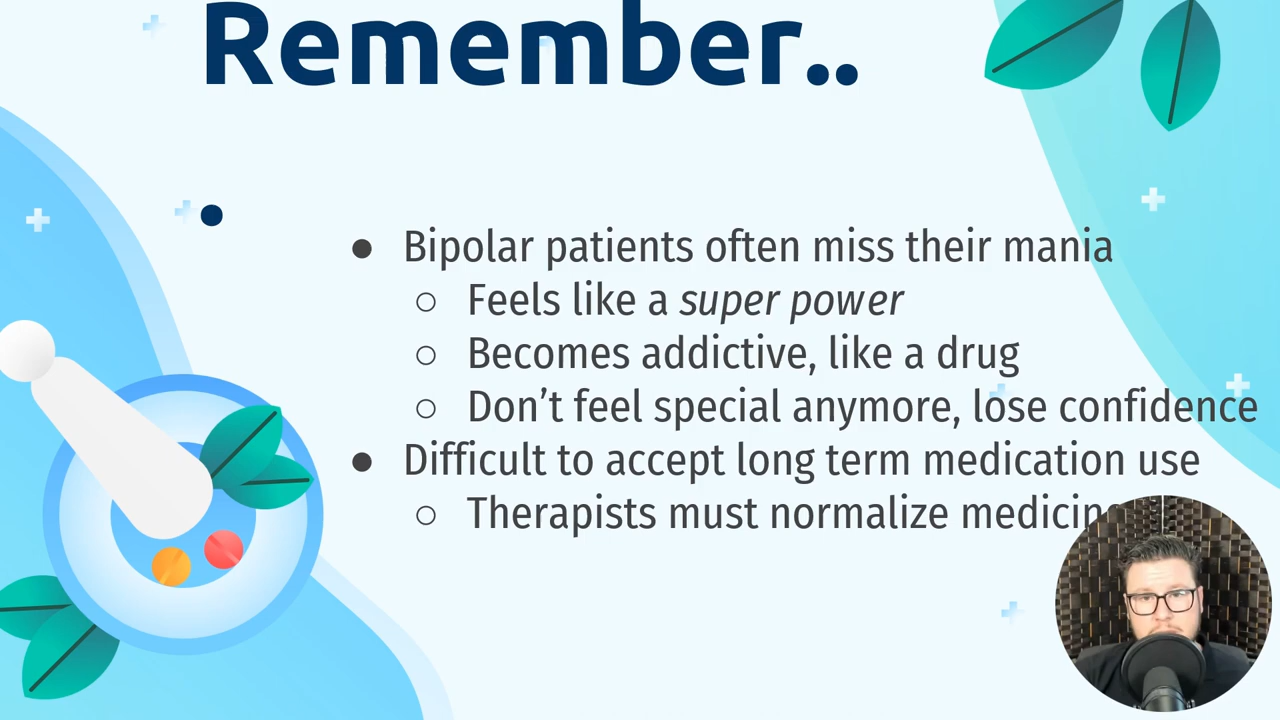 Remember..
● Bipolar patients often miss their mania
○ Feels like a super power
○ Becomes addictive, like a drug
○ Don’t feel special anymore, lose confidence
● Difficult to accept long term medication use
○ Therapists must normalize